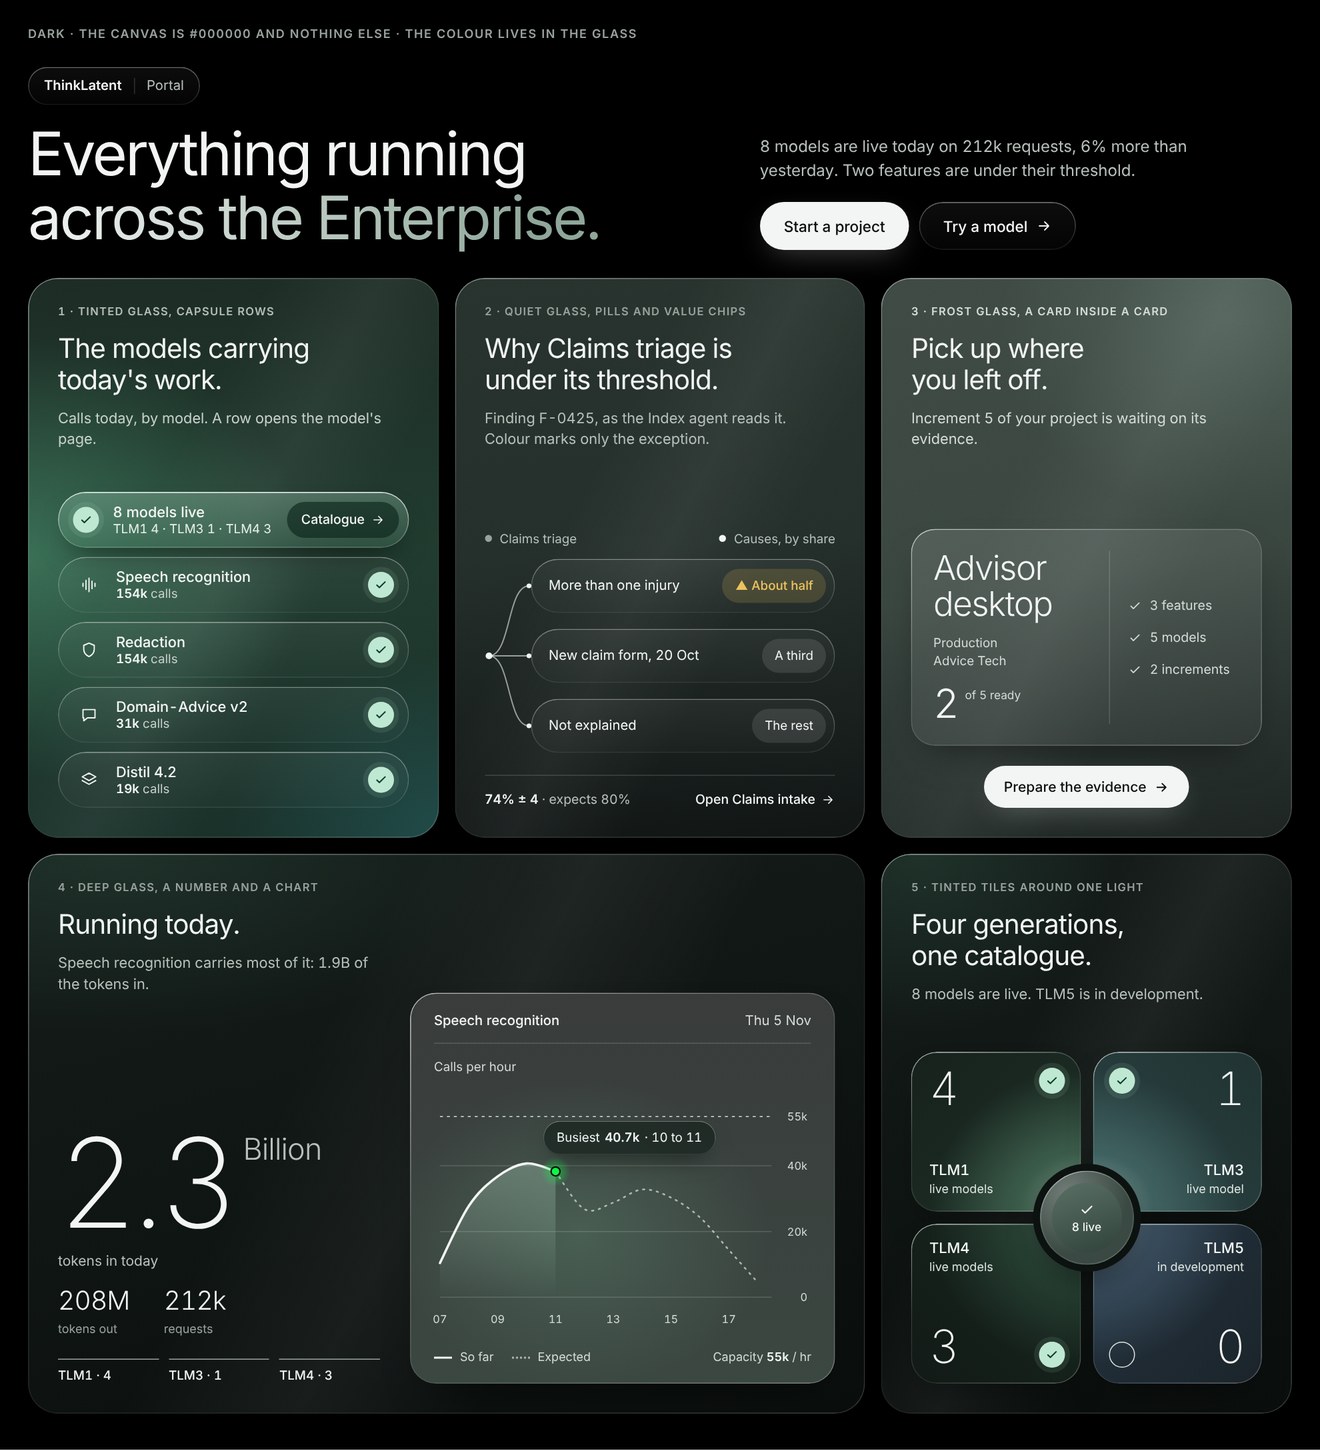 DARK · THE CANVAS IS #000000 AND NOTHING ELSE · THE COLOUR LIVES IN THE GLASS
ThinkLatent Portal
Everything running
across the Enterprise.
8 models are live today on 212k requests, 6% more than
yesterday. Two features are under their threshold.
Start a project
Try a model →
1 · TINTED GLASS, CAPSULE ROWS
The models carrying
today's work.
Calls today, by model. A row opens the model's
page.
8 models live
TLM1 4 · TLM3 1 · TLM4 3
Catalogue →
Speech recognition
154k calls
Redaction
154k calls
Domain-Advice v2
31k calls
Distil 4.2
19k calls
2 · QUIET GLASS, PILLS AND VALUE CHIPS
Why Claims triage is
under its threshold.
Finding F-0425, as the Index agent reads it.
Colour marks only the exception.
Claims triage
Causes, by share
More than one injury
About half
New claim form, 20 Oct
A third
Not explained
The rest
74% ± 4 · expects 80%
Open Claims intake →
3 · FROST GLASS, A CARD INSIDE A CARD
Pick up where
you left off.
Increment 5 of your project is waiting on its
evidence.
Advisor
desktop
Production
Advice Tech
2 of 5 ready
3 features
5 models
2 increments
Prepare the evidence →
4 · DEEP GLASS, A NUMBER AND A CHART
Running today.
Speech recognition carries most of it: 1.9B of
the tokens in.
2.3 Billion
tokens in today
208M
tokens out
212k
requests
TLM1 · 4
TLM3 · 1
TLM4 · 3
Speech recognition
Thu 5 Nov
Calls per hour
55k
Busiest 40.7k · 10 to 11
40k
20k
0
07 09 11 13 15 17
So far
Expected
Capacity 55k / hr
5 · TINTED TILES AROUND ONE LIGHT
Four generations,
one catalogue.
8 models are live. TLM5 is in development.
4
TLM1
live models
1
TLM3
live model
8 live
TLM4
live models
3
TLM5
in development
0